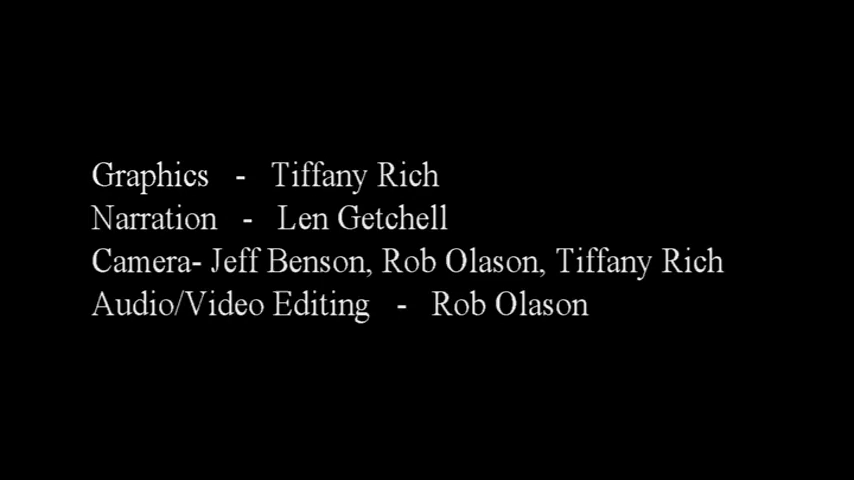 Graphics - Tiffany Rich
Narration - Len Getchell
Camera- Jeff Benson, Rob Olason, Tiffany Rich
Audio/Video Editing - Rob Olason